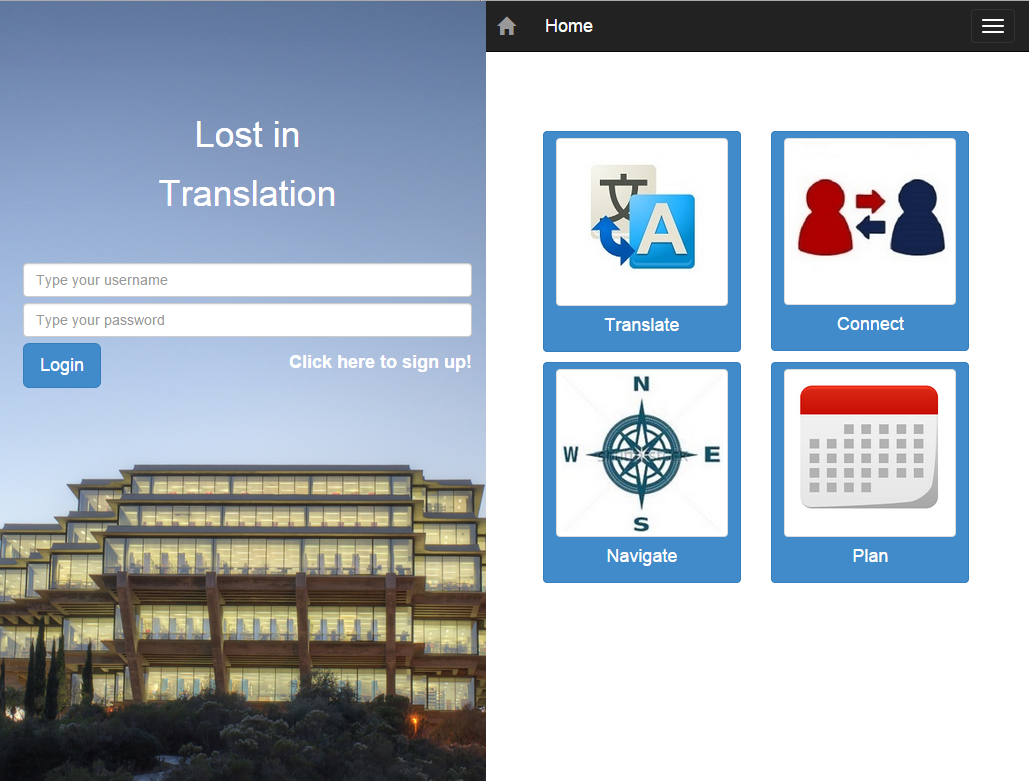 Lost in
Translation
Type your username
Type your password
Login
Click here to sign up!
Home
文
A
Translate
Connect
N
W
E
S
Navigate
Plan